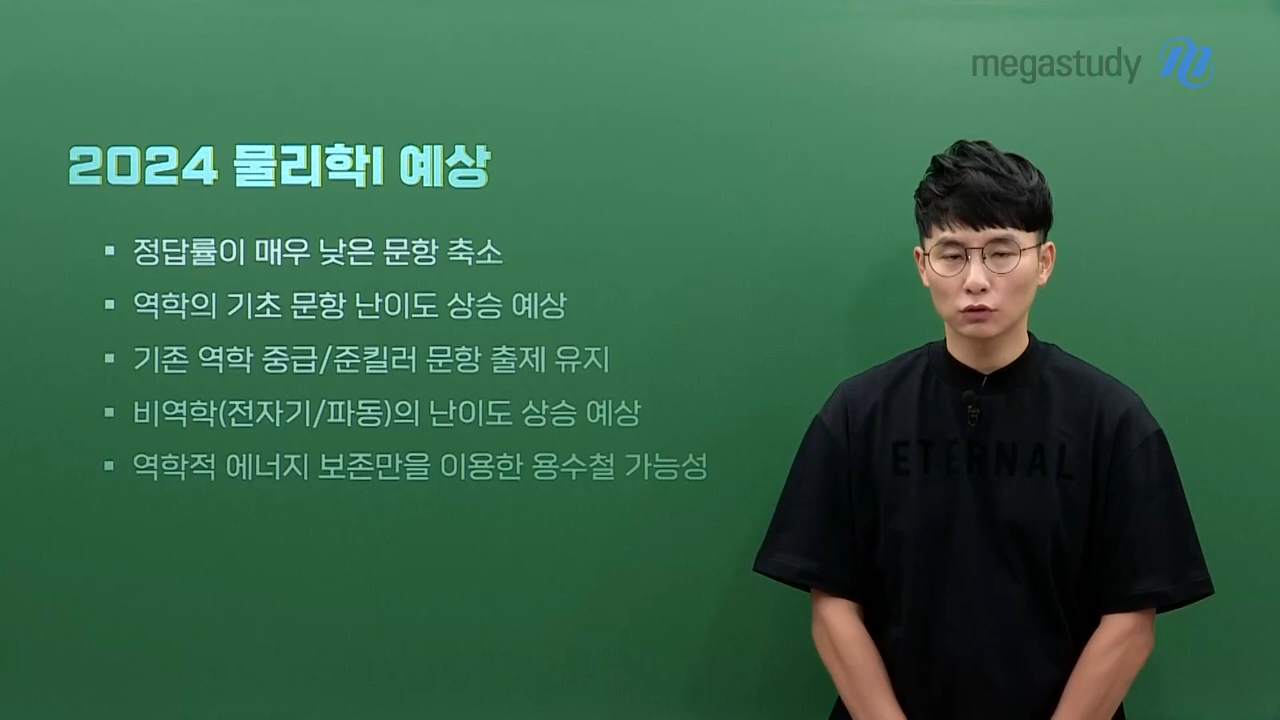 megastudy
2024 물리학I 예상
▪ 정답률이 매우 낮은 문항 축소
▪ 역학의 기초 문항 난이도 상승 예상
▪ 기존 역학 중급/준킬러 문항 출제 유지
▪ 비역학(전자기/파동)의 난이도 상승 예상
▪ 역학적 에너지 보존만을 이용한 용수철 가능성
ETERNAL